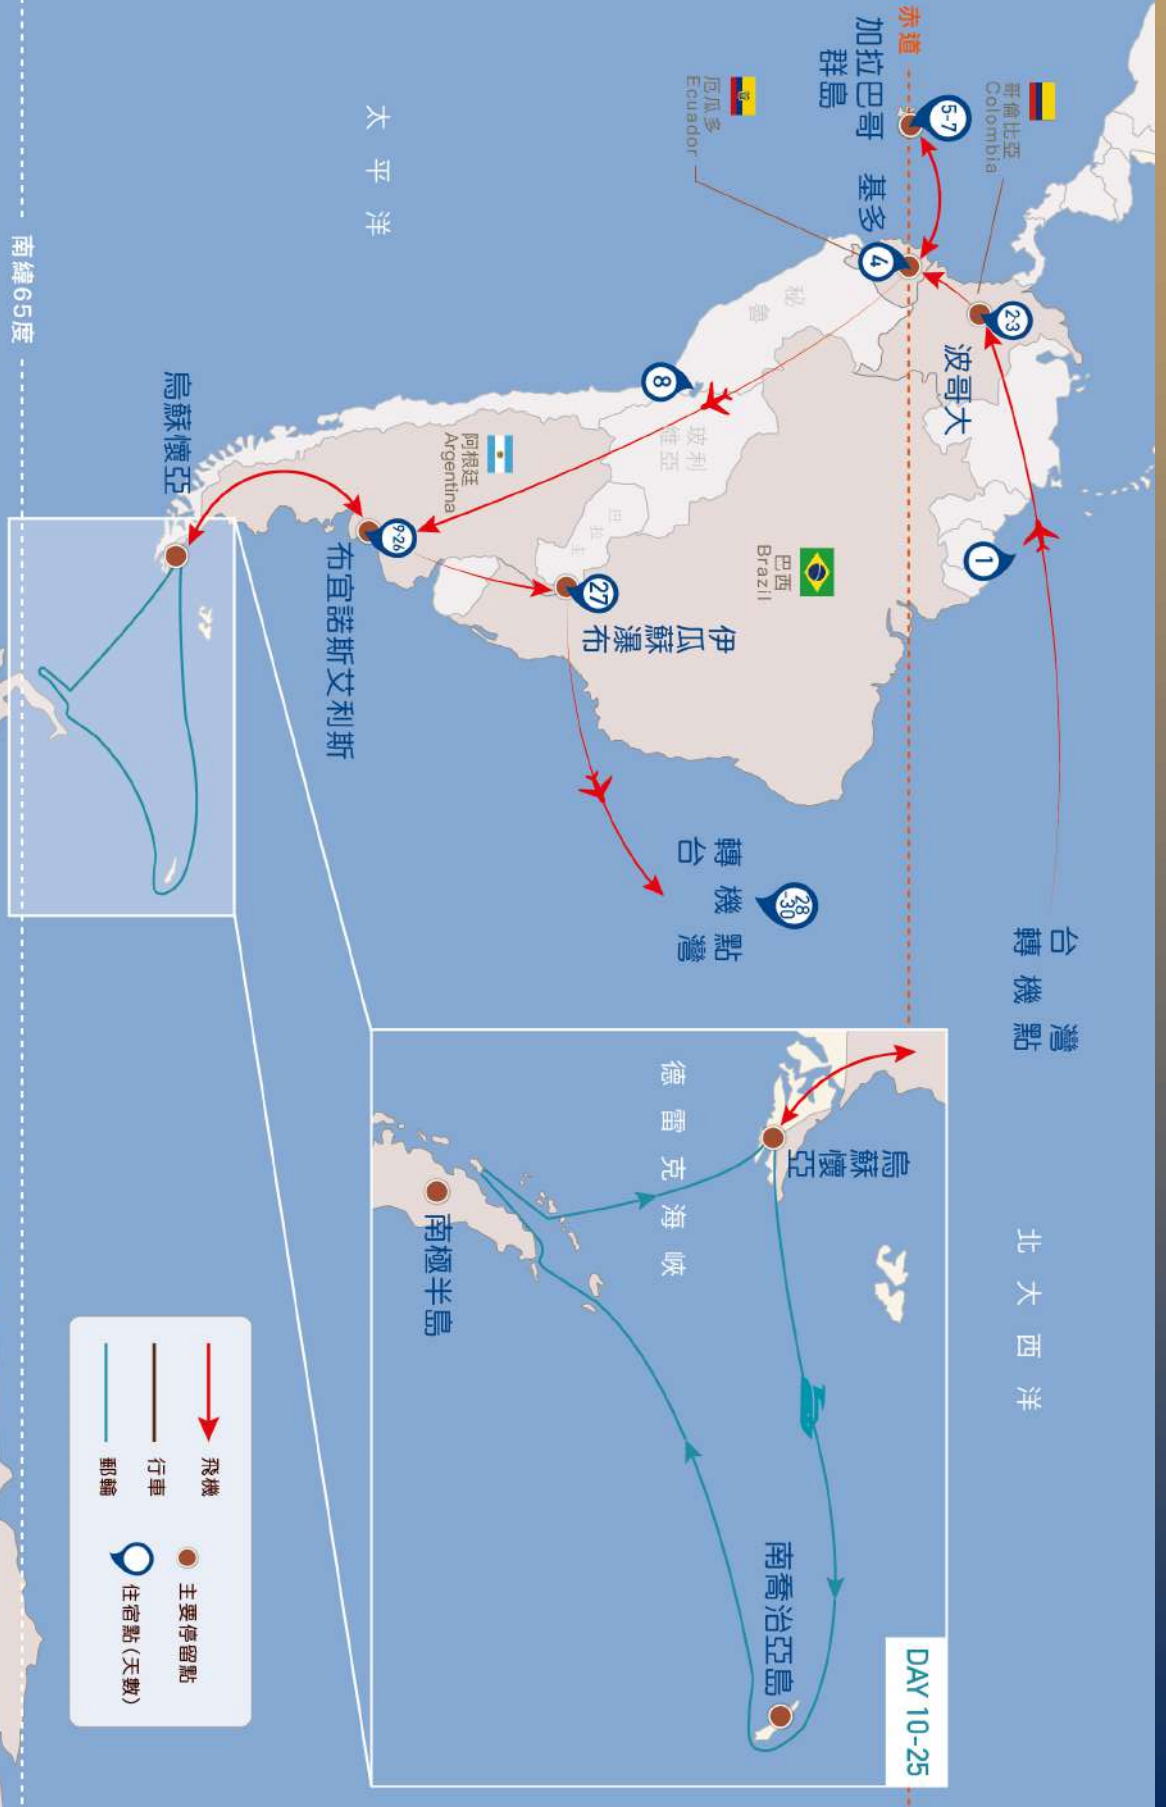 赤道
哥倫比亞
Colombia
加拉巴哥
群島
5-7
厄瓜多
Ecuador
基多
4
2-3
波哥大
太平洋
秘魯
8
1
玻利
維亞
巴西
Brazil
阿根廷
Argentina
9-26
27
伊瓜蘇瀑布
布宜諾斯艾利斯
烏蘇懷亞
南緯65度
台灣
轉機點
28
-30
轉機點
台灣
DAY 10-25
北大西洋
烏蘇懷亞
德雷克海峽
南極半島
南喬治亞島
飛機
行車
郵輪
主要停留點
住宿點(天數)